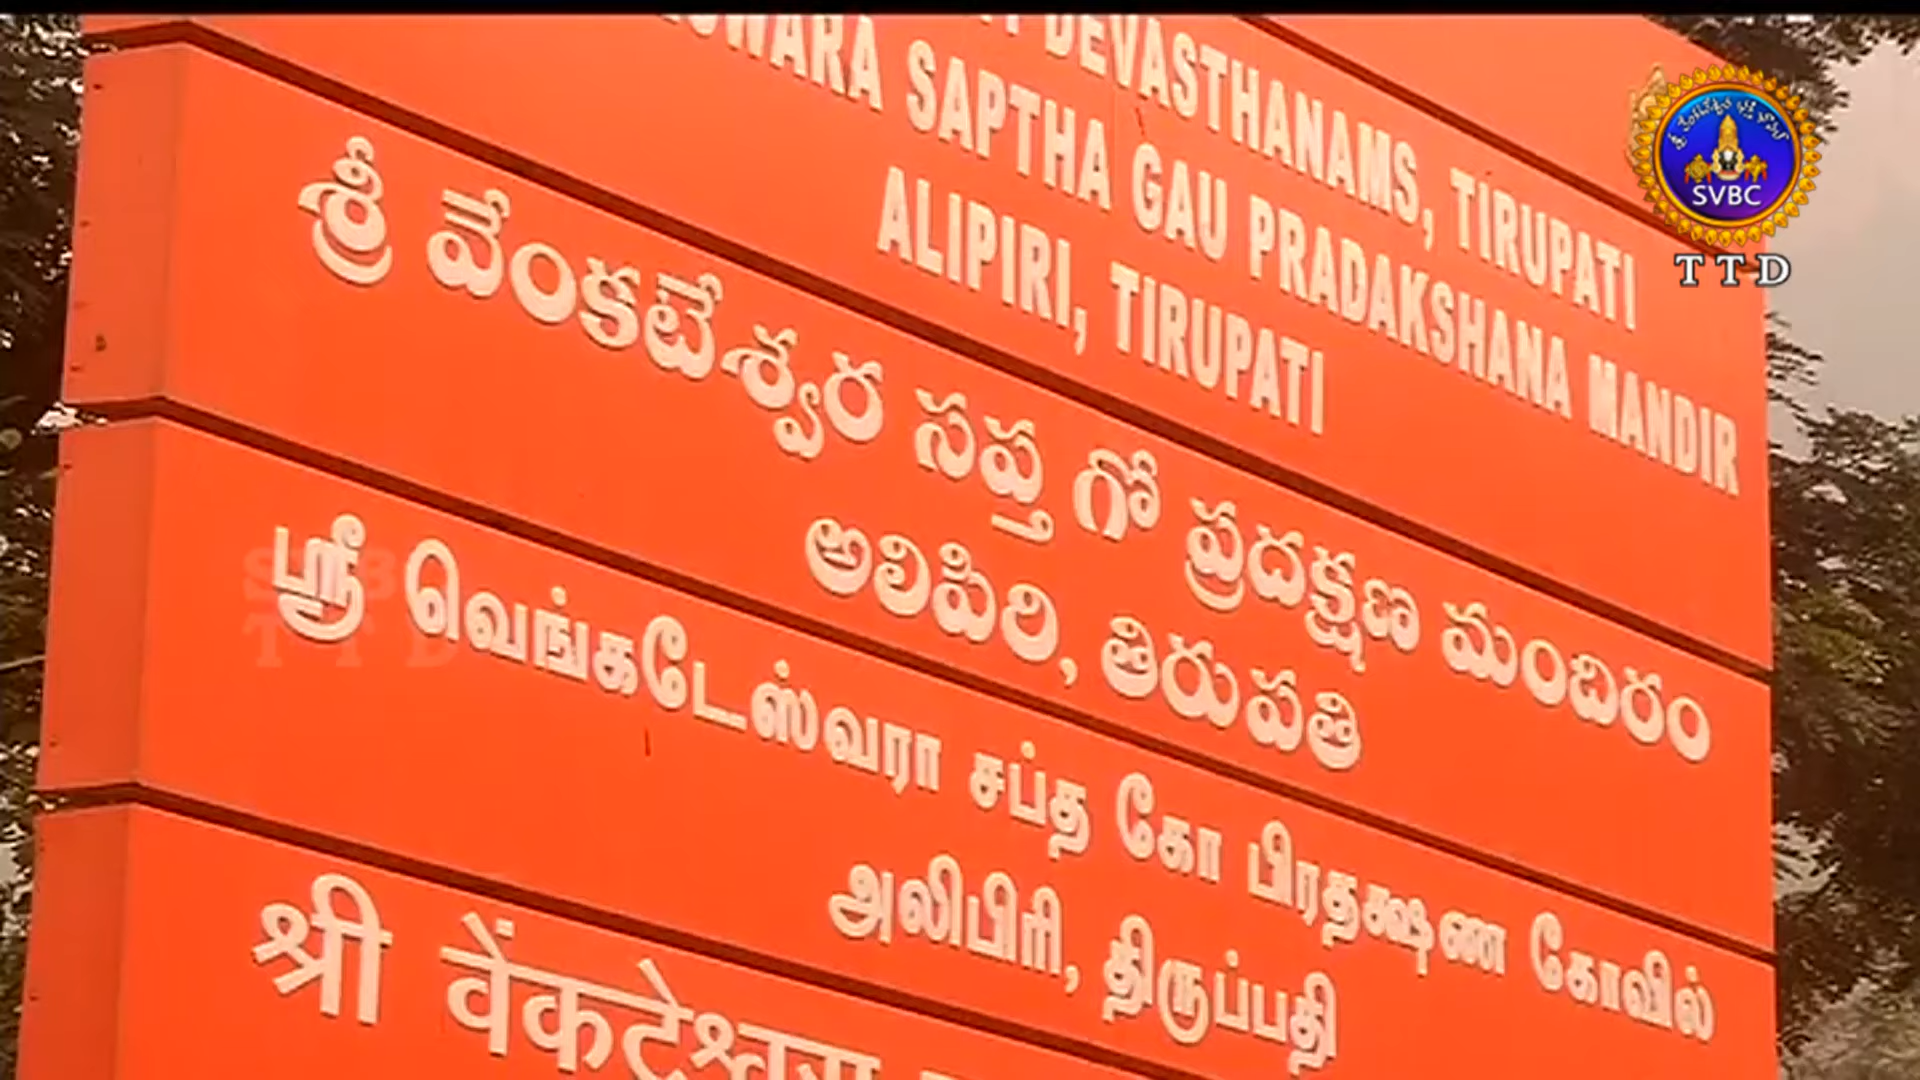 DEVASTHANAMS, TIRUPATI
SAPTHA GAU PRADAKSHANA MANDIR
ALIPIRI, TIRUPATI
శ్రీ వేంకటేశ్వర సప్త గో ప్రదక్షణ మందిరం
అలిపిరి, తిరుపతి
ஸ்ரீ வெங்கடேஸ்வரா சப்த கோ பிரதக்ஷண கோவில்
அலிபிரி, திருப்பதி
श्री वेंकटेश्वरा
SVBC
TTD